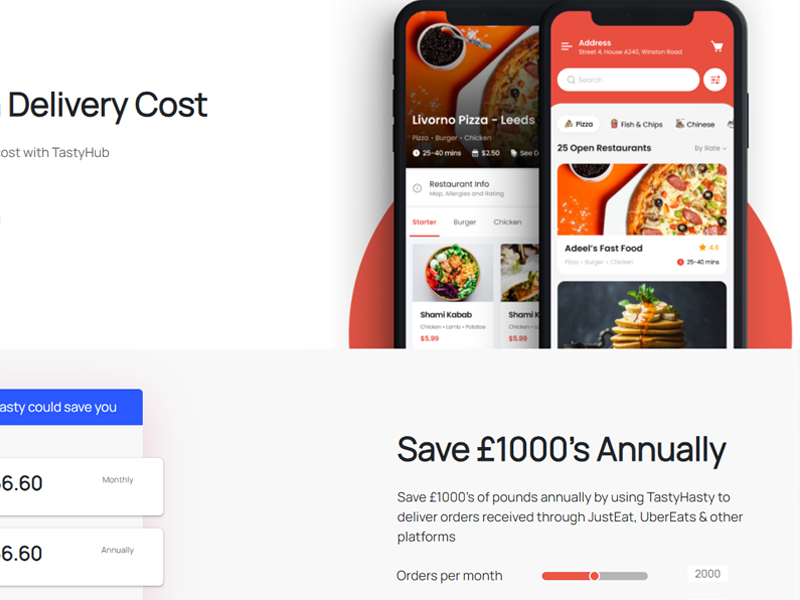 Delivery Cost
ost with TastyHub
Livorno Pizza - Leeds
Pizza • Burger • Chicken
25-40 mins $2.50 See D
Restaurant Info
Map, Allergies and Rating
Starter Burger Chicken
Shami Kabab Shami K
Chicken • Lamb • Potatoe Chicken
$5.99 $5.99
Address
Street 4, House A240, Winston Road
Search
Pizza Fish & Chips Chinese
25 Open Restaurants By Rate
Adeel's Fast Food 4.6
Pizza • Burger • Chicken 25-40 mins
asty could save you
6.60 Monthly
6.60 Annually
Save £1000's Annually
Save £1000's of pounds annually by using TastyHasty to
deliver orders received through JustEat, UberEats & other
platforms
Orders per month 2000